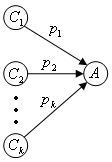 C₁
p₁
C₂ p₂ A
pₖ
Cₖ